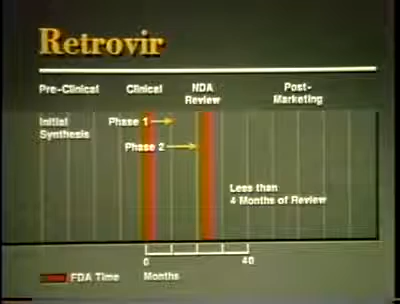 Retrovir
Pre-Clinical
Clinical
NDA
Review
Post-
Marketing
Initial
Synthesis
Phase 1
Phase 2
Less than
4 Months of Review
0
40
FDA Time
Months